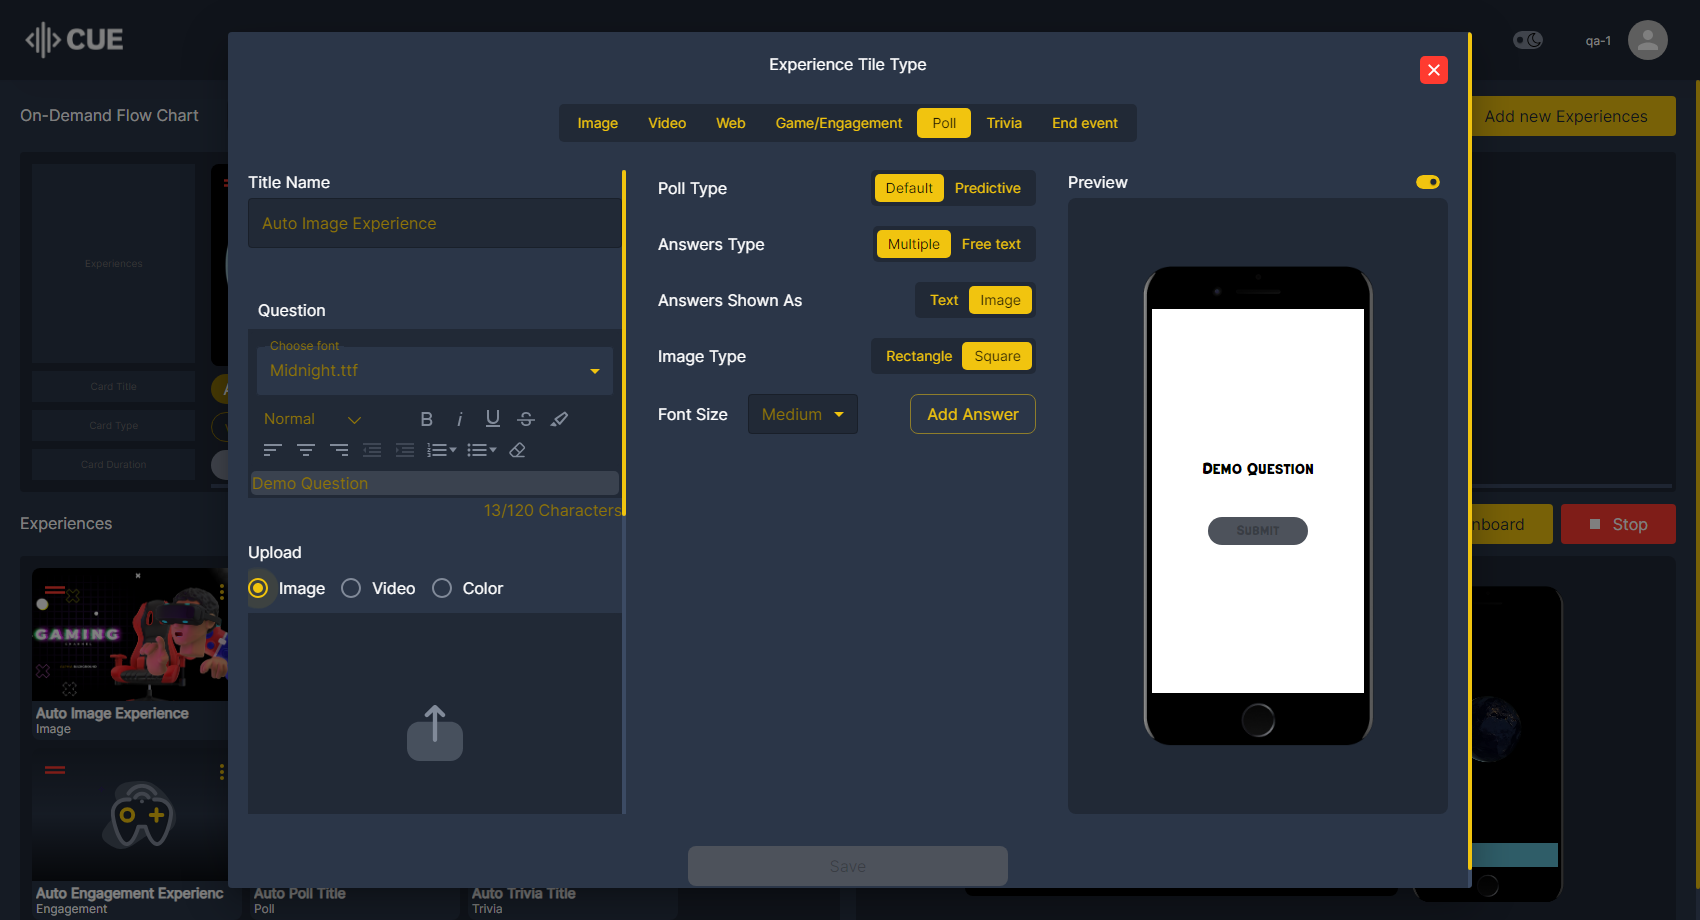 CUE
qa-1
On-Demand Flow Chart
Add new Experiences
Experience Tile Type
Image
Video
Web
Game/Engagement
Poll
Trivia
End event
Title Name
Auto Image Experience
Question
Choose font
Midnight.ttf
Normal
Demo Question
13/120 Characters
Upload
Image
Video
Color
Poll Type
Default
Predictive
Answers Type
Multiple
Free text
Answers Shown As
Text
Image
Image Type
Rectangle
Square
Font Size
Medium
Add Answer
Preview
Demo Question
Submit
Save
Experiences
Card Title
Card Type
Card Duration
Experiences
nboard
Stop
GAMING
Auto Image Experience
Image
Auto Engagement Experienc
Engagement
Auto Poll Title
Poll
Auto Trivia Title
Trivia